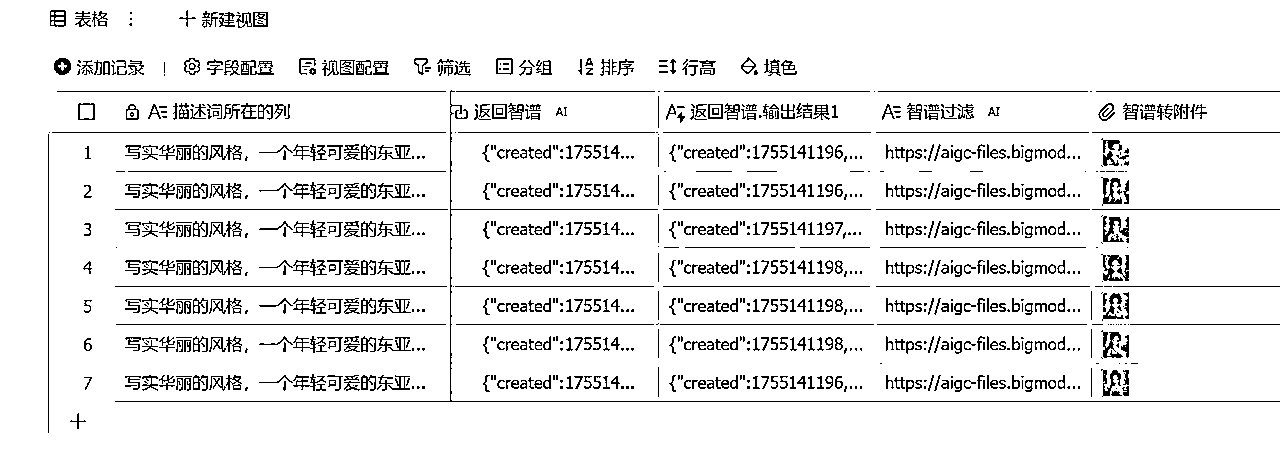 表格 ⋮ + 新建视图
添加记录 | 字段配置 视图配置 筛选 分组 排序 行高 填色
描述词所在的列 返回智谱 AI 返回智谱.输出结果1 智谱过滤 AI 智谱转附件
1 写实华丽的风格，一个年轻可爱的东亚... {"created":175514... {"created":1755141196,... https://aigc-files.bigmod...
2 写实华丽的风格，一个年轻可爱的东亚... {"created":175514... {"created":1755141196,... https://aigc-files.bigmod...
3 写实华丽的风格，一个年轻可爱的东亚... {"created":175514... {"created":1755141197,... https://aigc-files.bigmod...
4 写实华丽的风格，一个年轻可爱的东亚... {"created":175514... {"created":1755141198,... https://aigc-files.bigmod...
5 写实华丽的风格，一个年轻可爱的东亚... {"created":175514... {"created":1755141198,... https://aigc-files.bigmod...
6 写实华丽的风格，一个年轻可爱的东亚... {"created":175514... {"created":1755141198,... https://aigc-files.bigmod...
7 写实华丽的风格，一个年轻可爱的东亚... {"created":175514... {"created":1755141196,... https://aigc-files.bigmod...
+